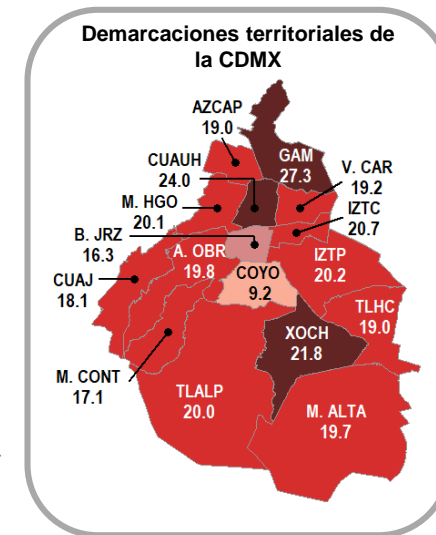 Demarcaciones territoriales de
la CDMX
AZCAP
19.0
GAM
27.3
CUAUH
24.0
V. CAR
19.2
M. HGO
20.1
IZTC
20.7
B. JRZ
16.3
A. OBR
19.8
COYO
9.2
IZTP
20.2
CUAJ
18.1
TLHC
19.0
XOCH
21.8
M. CONT
17.1
TLALP
20.0
M. ALTA
19.7